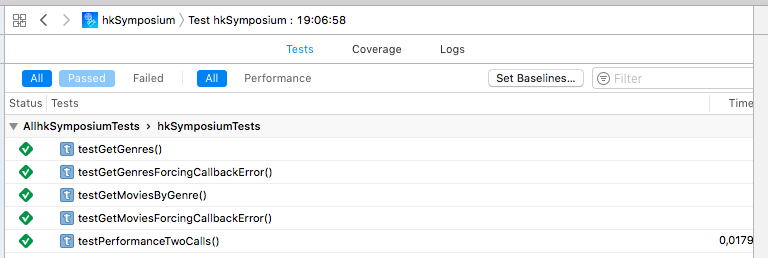 hkSymposium 〉 Test hkSymposium : 19:06:58
Tests Coverage Logs
All Passed Failed All Performance Set Baselines... Filter
Status Tests Time
AllhkSymposiumTests › hkSymposiumTests
t testGetGenres()
t testGetGenresForcingCallbackError()
t testGetMoviesByGenre()
t testGetMoviesForcingCallbackError()
t testPerformanceTwoCalls() 0,0179